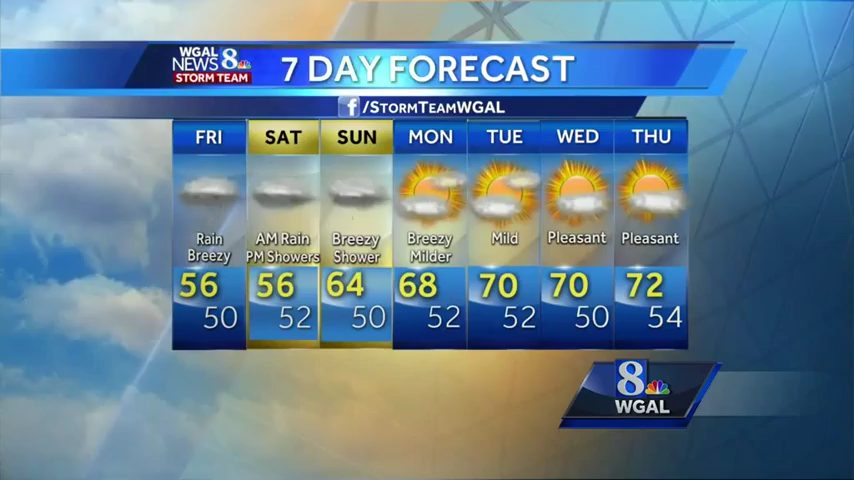 WGAL
NEWS 8
STORM TEAM
7 DAY FORECAST
f/STORMTEAMWGAL
FRI SAT SUN MON TUE WED THU
Rain Breezy
AM Rain PM Showers
Breezy Shower
Breezy Milder
Mild
Pleasant
Pleasant
56 56 64 68 70 70 72
50 52 50 52 52 50 54
8
WGAL